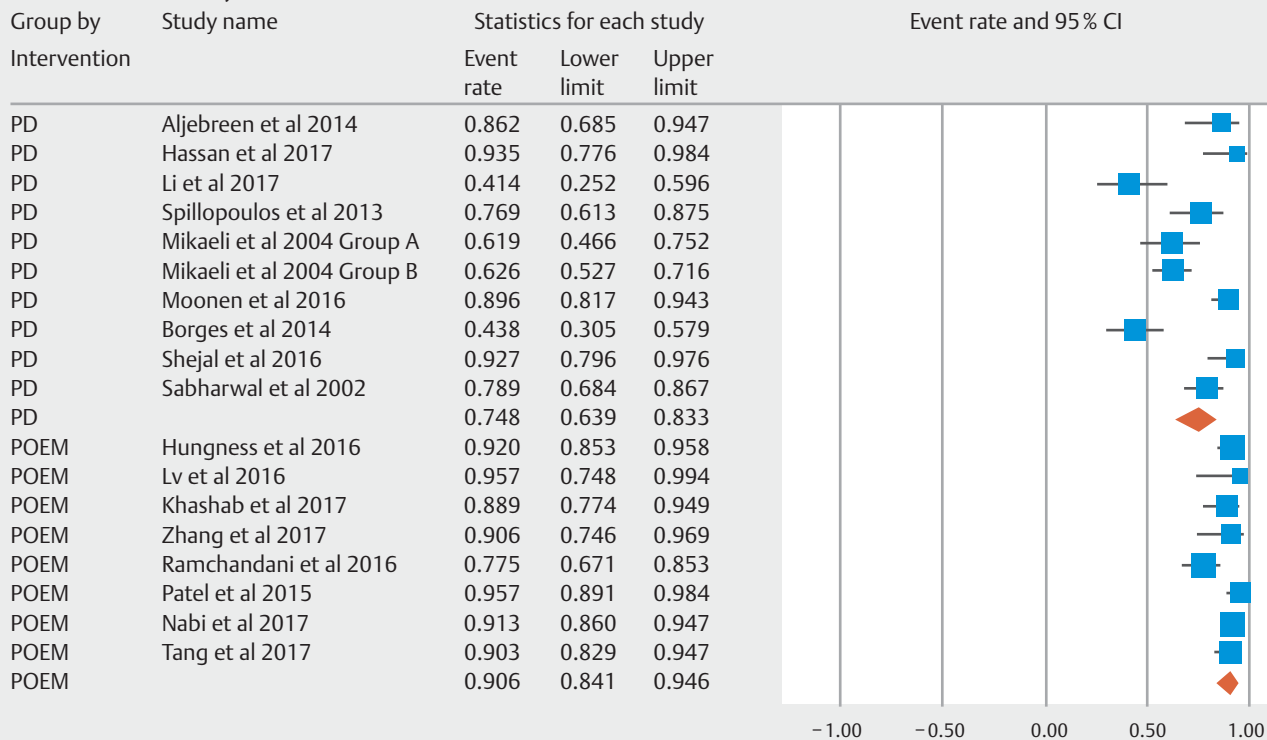 Group by Study name Statistics for each study Event rate and 95% CI
Intervention Event Lower Upper
rate limit limit
PD Aljebreen et al 2014 0.862 0.685 0.947
PD Hassan et al 2017 0.935 0.776 0.984
PD Li et al 2017 0.414 0.252 0.596
PD Spillopoulos et al 2013 0.769 0.613 0.875
PD Mikaeli et al 2004 Group A 0.619 0.466 0.752
PD Mikaeli et al 2004 Group B 0.626 0.527 0.716
PD Moonen et al 2016 0.896 0.817 0.943
PD Borges et al 2014 0.438 0.305 0.579
PD Shejal et al 2016 0.927 0.796 0.976
PD Sabharwal et al 2002 0.789 0.684 0.867
PD 0.748 0.639 0.833
POEM Hungness et al 2016 0.920 0.853 0.958
POEM Lv et al 2016 0.957 0.748 0.994
POEM Khashab et al 2017 0.889 0.774 0.949
POEM Zhang et al 2017 0.906 0.746 0.969
POEM Ramchandani et al 2016 0.775 0.671 0.853
POEM Patel et al 2015 0.957 0.891 0.984
POEM Nabi et al 2017 0.913 0.860 0.947
POEM Tang et al 2017 0.903 0.829 0.947
POEM 0.906 0.841 0.946
−1.00 −0.50 0.00 0.50 1.00